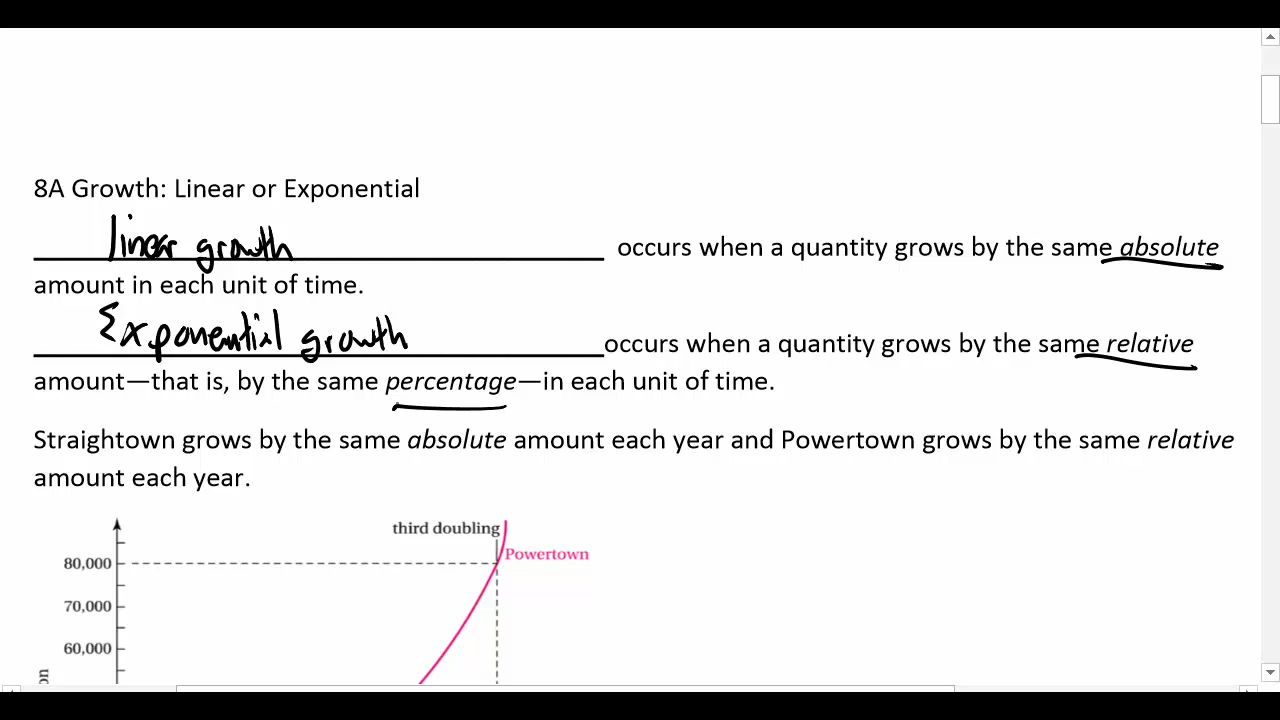 8A Growth: Linear or Exponential
linear growth occurs when a quantity grows by the same absolute
amount in each unit of time.
Exponential growth occurs when a quantity grows by the same relative
amount—that is, by the same percentage—in each unit of time.
Straightown grows by the same absolute amount each year and Powertown grows by the same relative
amount each year.
third doubling
Powertown
80,000
70,000
60,000
on